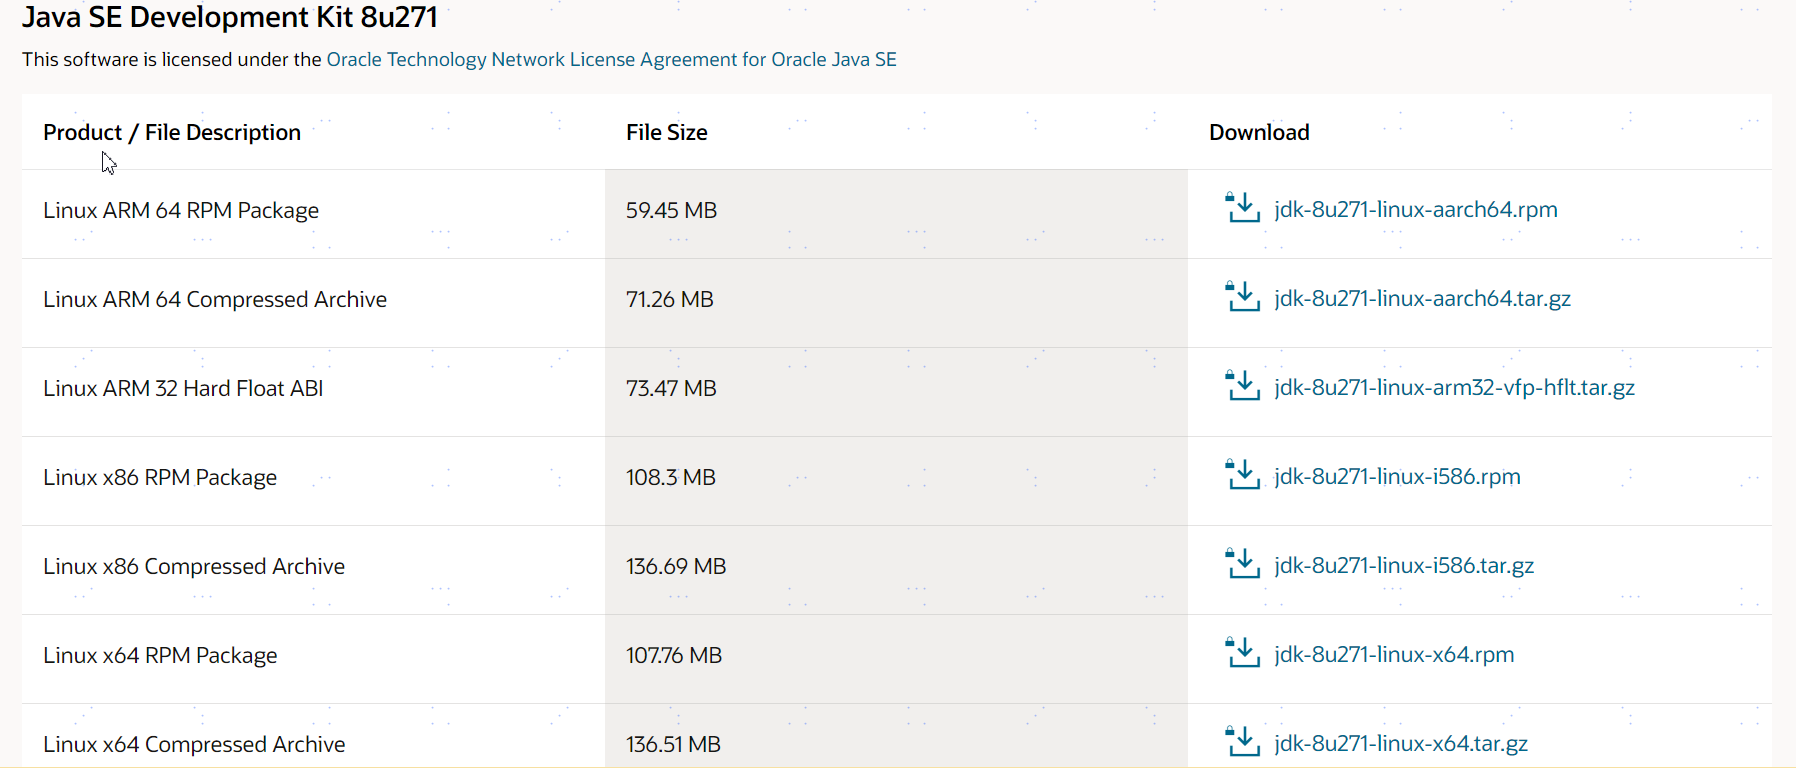 Java SE Development Kit 8u271
This software is licensed under the Oracle Technology Network License Agreement for Oracle Java SE
Product / File Description File Size Download
Linux ARM 64 RPM Package 59.45 MB jdk-8u271-linux-aarch64.rpm
Linux ARM 64 Compressed Archive 71.26 MB jdk-8u271-linux-aarch64.tar.gz
Linux ARM 32 Hard Float ABI 73.47 MB jdk-8u271-linux-arm32-vfp-hflt.tar.gz
Linux x86 RPM Package 108.3 MB jdk-8u271-linux-i586.rpm
Linux x86 Compressed Archive 136.69 MB jdk-8u271-linux-i586.tar.gz
Linux x64 RPM Package 107.76 MB jdk-8u271-linux-x64.rpm
Linux x64 Compressed Archive 136.51 MB jdk-8u271-linux-x64.tar.gz